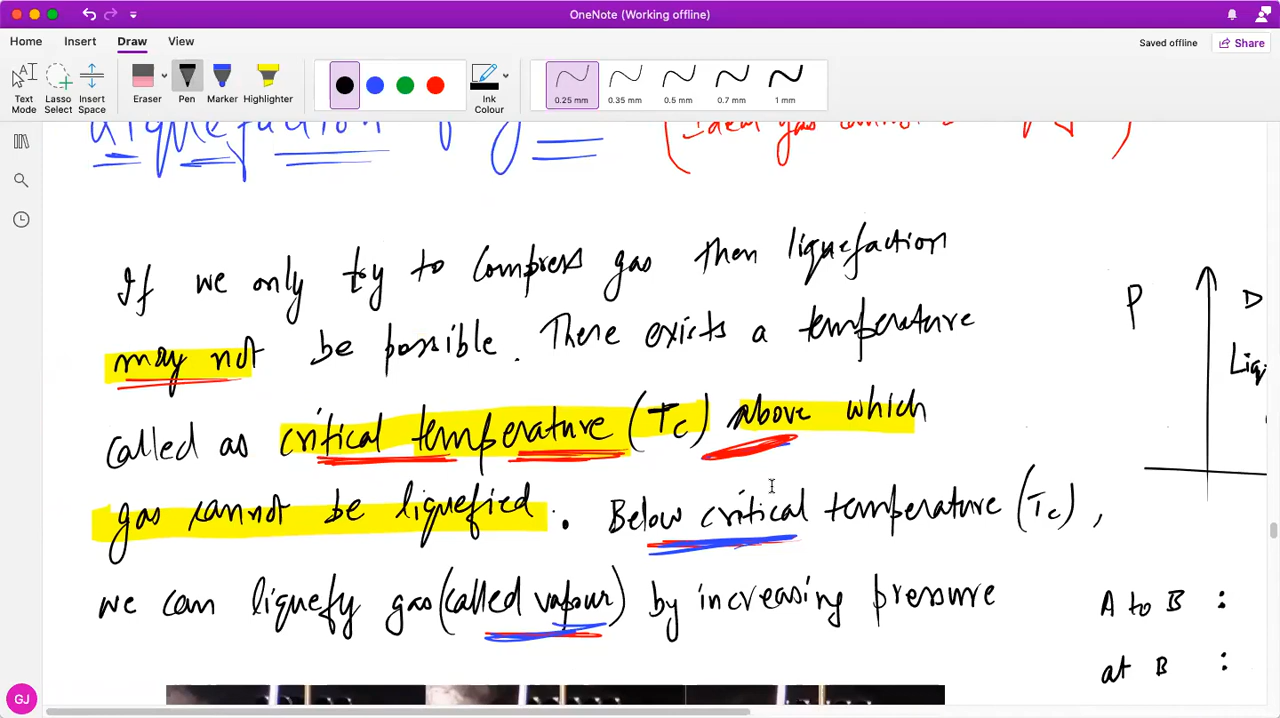 OneNote (Working offline)
Home Insert Draw View
Saved offline
Share
Text Mode
Lasso Select
Insert Space
Eraser
Pen
Marker
Highlighter
Ink Colour
0.25 mm
0.35 mm
0.5 mm
0.7 mm
1 mm
Liquefaction of
If we only try to compress gas then liquefaction
may not be possible. There exists a temperature
called as critical temperature (Tc) above which
gas cannot be liquefied. Below critical temperature (Tc),
we can liquefy gas (called vapour) by increasing pressure
P
D
A to B :
at B :
GJ